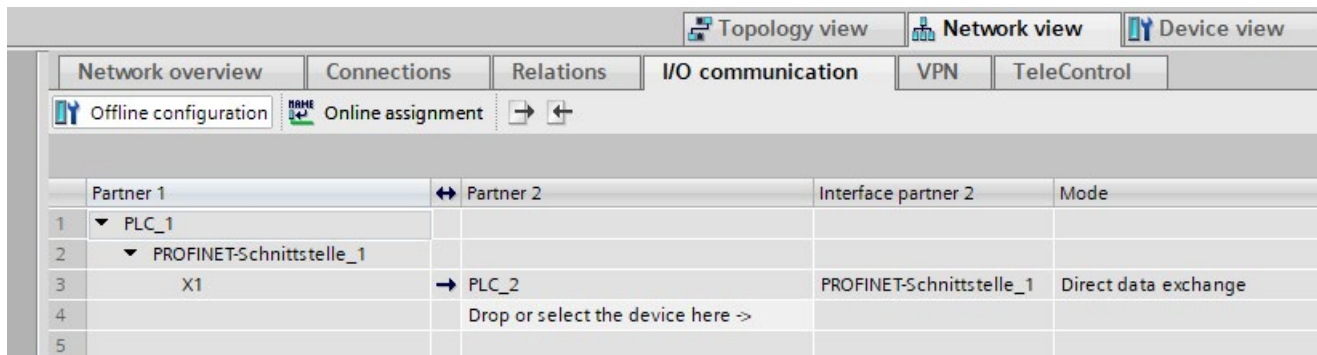 Topology view Network view Device view
Network overview Connections Relations I/O communication VPN TeleControl
Offline configuration NAME Online assignment
Partner 1 Partner 2 Interface partner 2 Mode
1 PLC_1
2 PROFINET-Schnittstelle_1
3 X1 PLC_2 PROFINET-Schnittstelle_1 Direct data exchange
4 Drop or select the device here ->
5